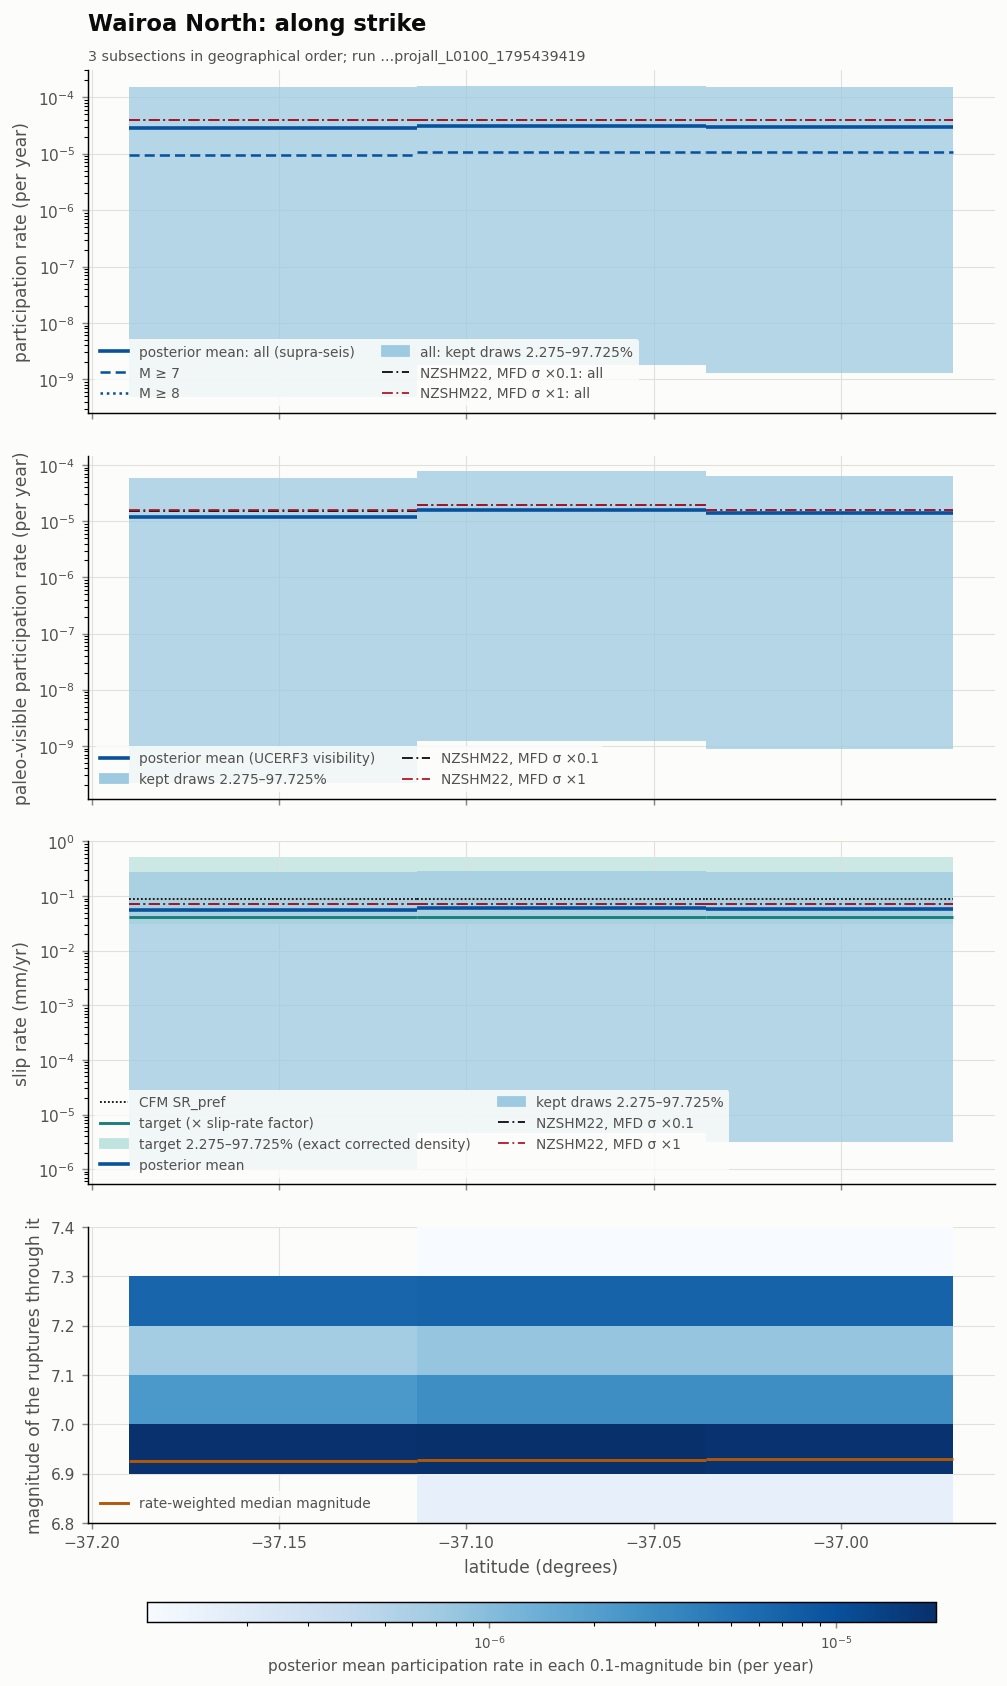 Wairoa North: along strike
3 subsections in geographical order; run ...projall_L0100_1795439419
participation rate (per year)
10⁻⁴
10⁻⁵
10⁻⁶
10⁻⁷
10⁻⁸
10⁻⁹
posterior mean: all (supra-seis)
M ≥ 7
M ≥ 8
all: kept draws 2.275–97.725%
NZSHM22, MFD σ ×0.1: all
NZSHM22, MFD σ ×1: all
paleo-visible participation rate (per year)
10⁻⁴
10⁻⁵
10⁻⁶
10⁻⁷
10⁻⁸
10⁻⁹
posterior mean (UCERF3 visibility)
kept draws 2.275–97.725%
NZSHM22, MFD σ ×0.1
NZSHM22, MFD σ ×1
slip rate (mm/yr)
10⁰
10⁻¹
10⁻²
10⁻³
10⁻⁴
10⁻⁵
10⁻⁶
CFM SR_pref
target (× slip-rate factor)
target 2.275–97.725% (exact corrected density)
posterior mean
kept draws 2.275–97.725%
NZSHM22, MFD σ ×0.1
NZSHM22, MFD σ ×1
magnitude of the ruptures through it
7.4
7.3
7.2
7.1
7.0
6.9
6.8
rate-weighted median magnitude
−37.20 −37.15 −37.10 −37.05 −37.00
latitude (degrees)
10⁻⁶ 10⁻⁵
posterior mean participation rate in each 0.1-magnitude bin (per year)